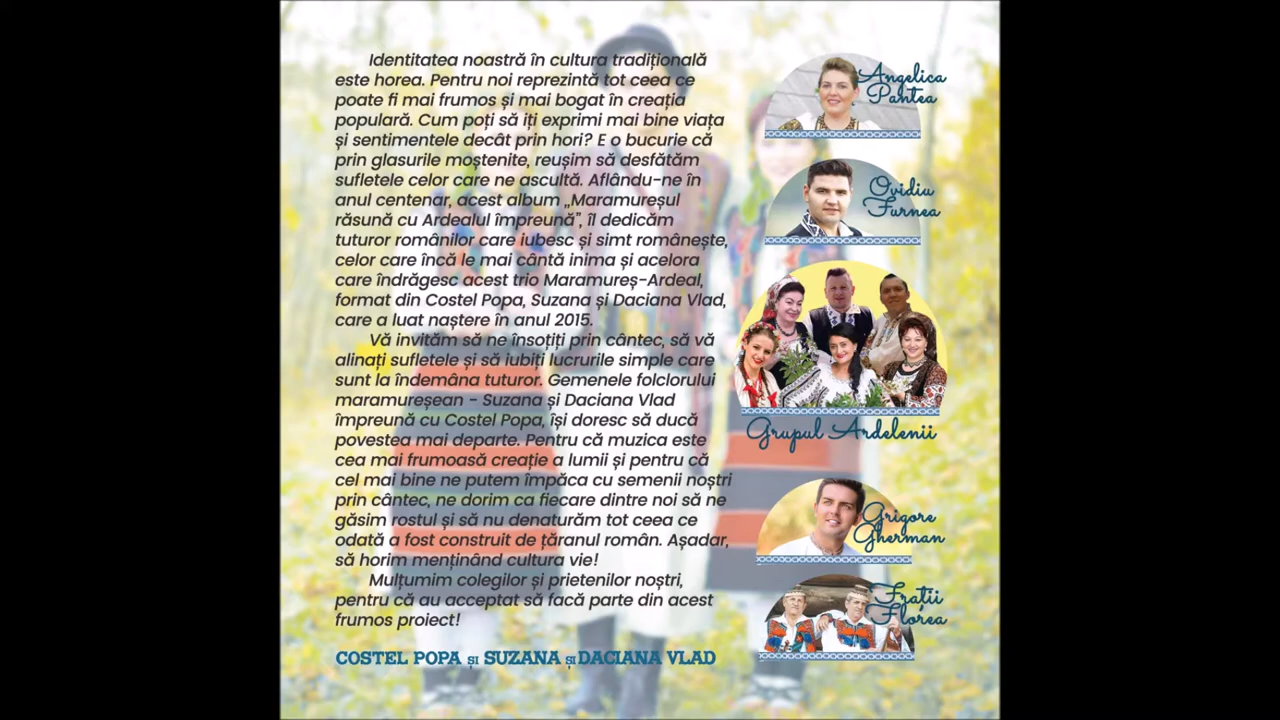 Identitatea noastră în cultura tradițională
este horea. Pentru noi reprezintă tot ceea ce
poate fi mai frumos și mai bogat în creația
populară. Cum poți să iți exprimi mai bine viața
și sentimentele decât prin hori? E o bucurie că
prin glasurile moștenite, reușim să desfătăm
sufletele celor care ne ascultă. Aflându-ne în
anul centenar, acest album „Maramureșul
răsună cu Ardealul împreună”, îl dedicăm
tuturor românilor care iubesc și simt românește,
celor care încă le mai cântă inima și acelora
care îndrăgesc acest trio Maramureș-Ardeal,
format din Costel Popa, Suzana și Daciana Vlad,
care a luat naștere în anul 2015.
Vă invităm să ne însoțiți prin cântec, să vă
alinați sufletele și să iubiți lucrurile simple care
sunt la îndemâna tuturor. Gemenele folclorului
maramureșean - Suzana și Daciana Vlad
împreună cu Costel Popa, își doresc să ducă
povestea mai departe. Pentru că muzica este
cea mai frumoasă creație a lumii și pentru că
cel mai bine ne putem împăca cu semenii noștri
prin cântec, ne dorim ca fiecare dintre noi să ne
găsim rostul și să nu denaturăm tot ceea ce
odată a fost construit de țăranul român. Așadar,
să horim menținând cultura vie!
Mulțumim colegilor și prietenilor noștri,
pentru că au acceptat să facă parte din acest
frumos proiect!
COSTEL POPA și SUZANA și DACIANA VLAD
Angelica
Pantea
Ovidiu
Furnea
Grupul Ardelenii
Grigore
Gherman
Frații
Florea